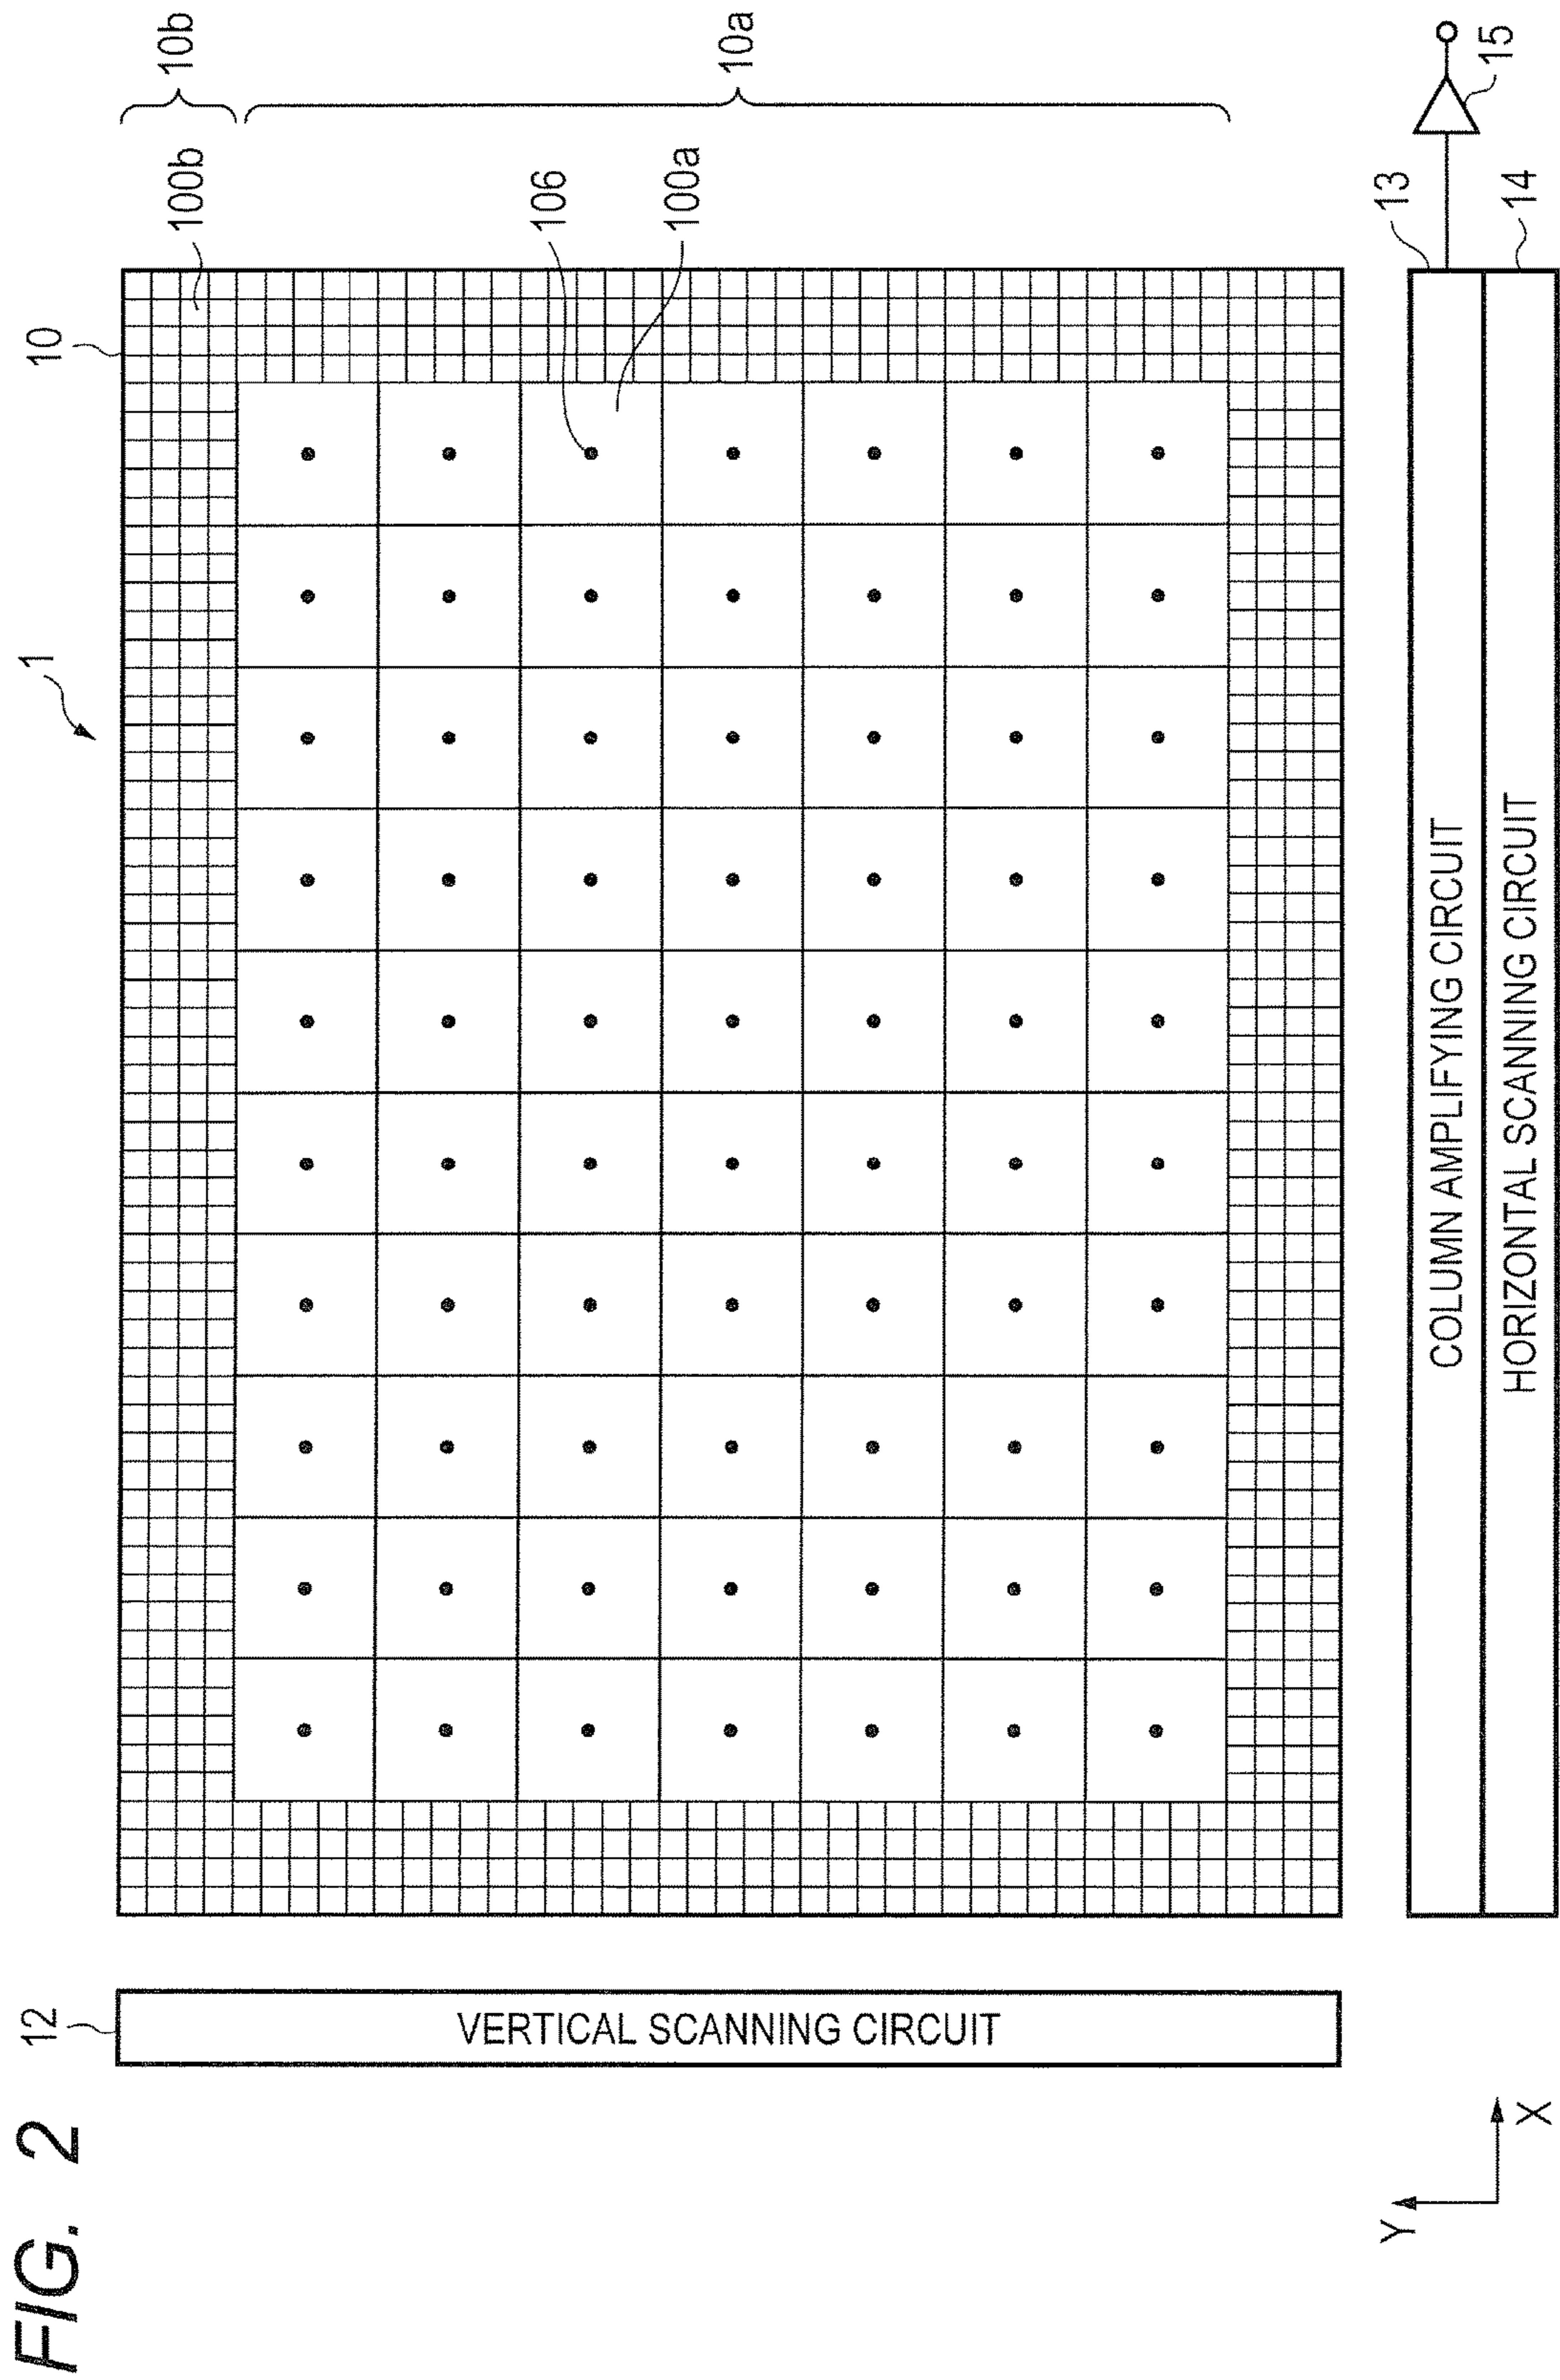 FIG. 2
1
10
100b
10b
106
100a
10a
12
VERTICAL SCANNING CIRCUIT
13
COLUMN AMPLIFYING CIRCUIT
14
HORIZONTAL SCANNING CIRCUIT
15
Y
X